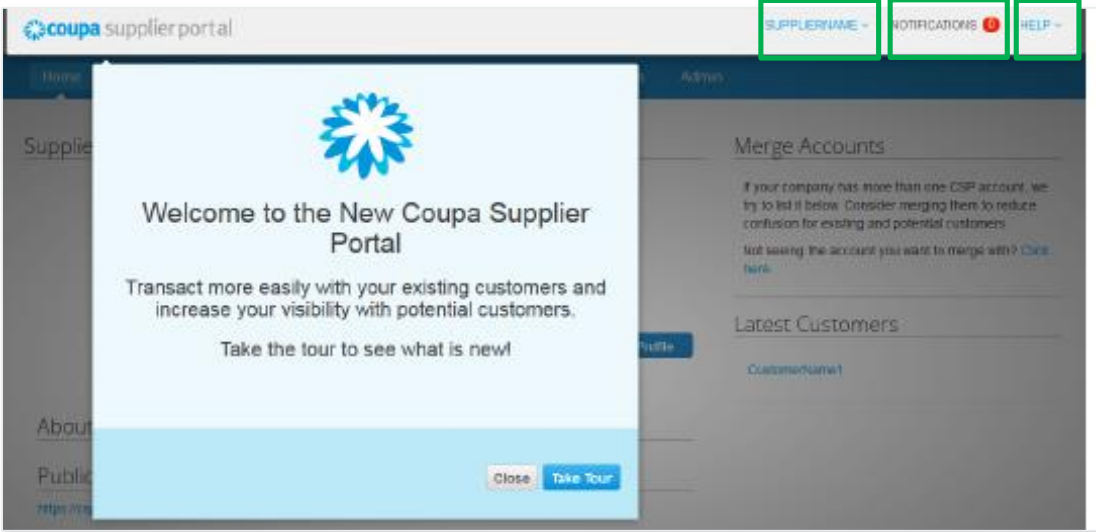 coupa supplier portal
SUPPLIERNAME
NOTIFICATIONS 0
HELP
Home
Admin
Welcome to the New Coupa Supplier
Portal
Transact more easily with your existing customers and
increase your visibility with potential customers.
Take the tour to see what is new!
Close
Take Tour
Supplie
Profile
About
Public
Merge Accounts
If your company has more than one CSP account, we
try to list it below. Consider merging them to reduce
confusion for existing and potential customers
Not seeing the account you want to merge with? Click
here.
Latest Customers
CustomerName1